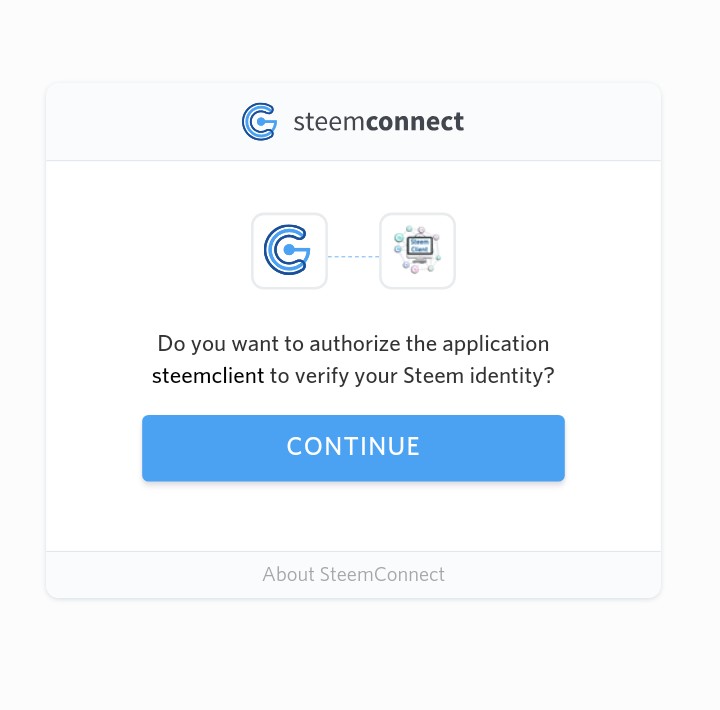 steemconnect
Steem
Client
Do you want to authorize the application
steemclient to verify your Steem identity?
CONTINUE
About SteemConnect